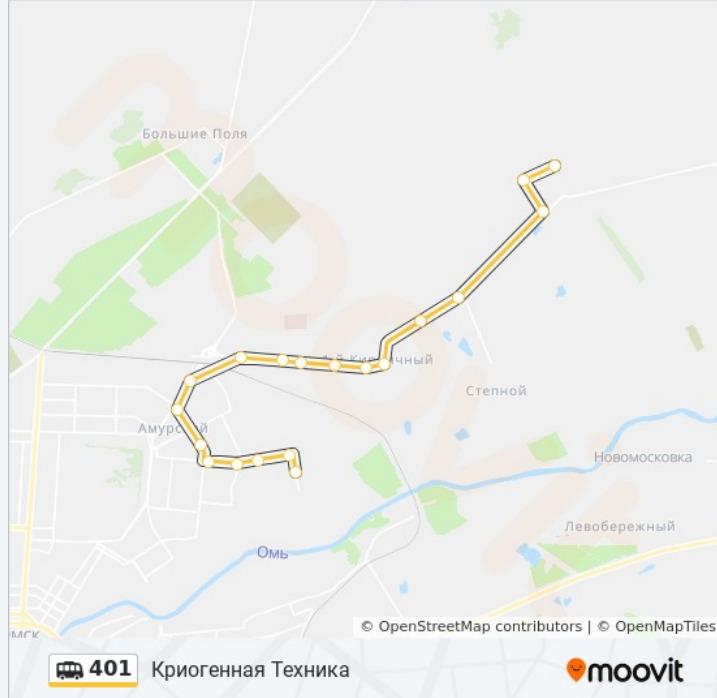 Большие Поля
Степной
Амурский
Новомосковка
Левобережный
Омь
© OpenStreetMap contributors | © OpenMapTiles
401 Криогенная Техника
moovit